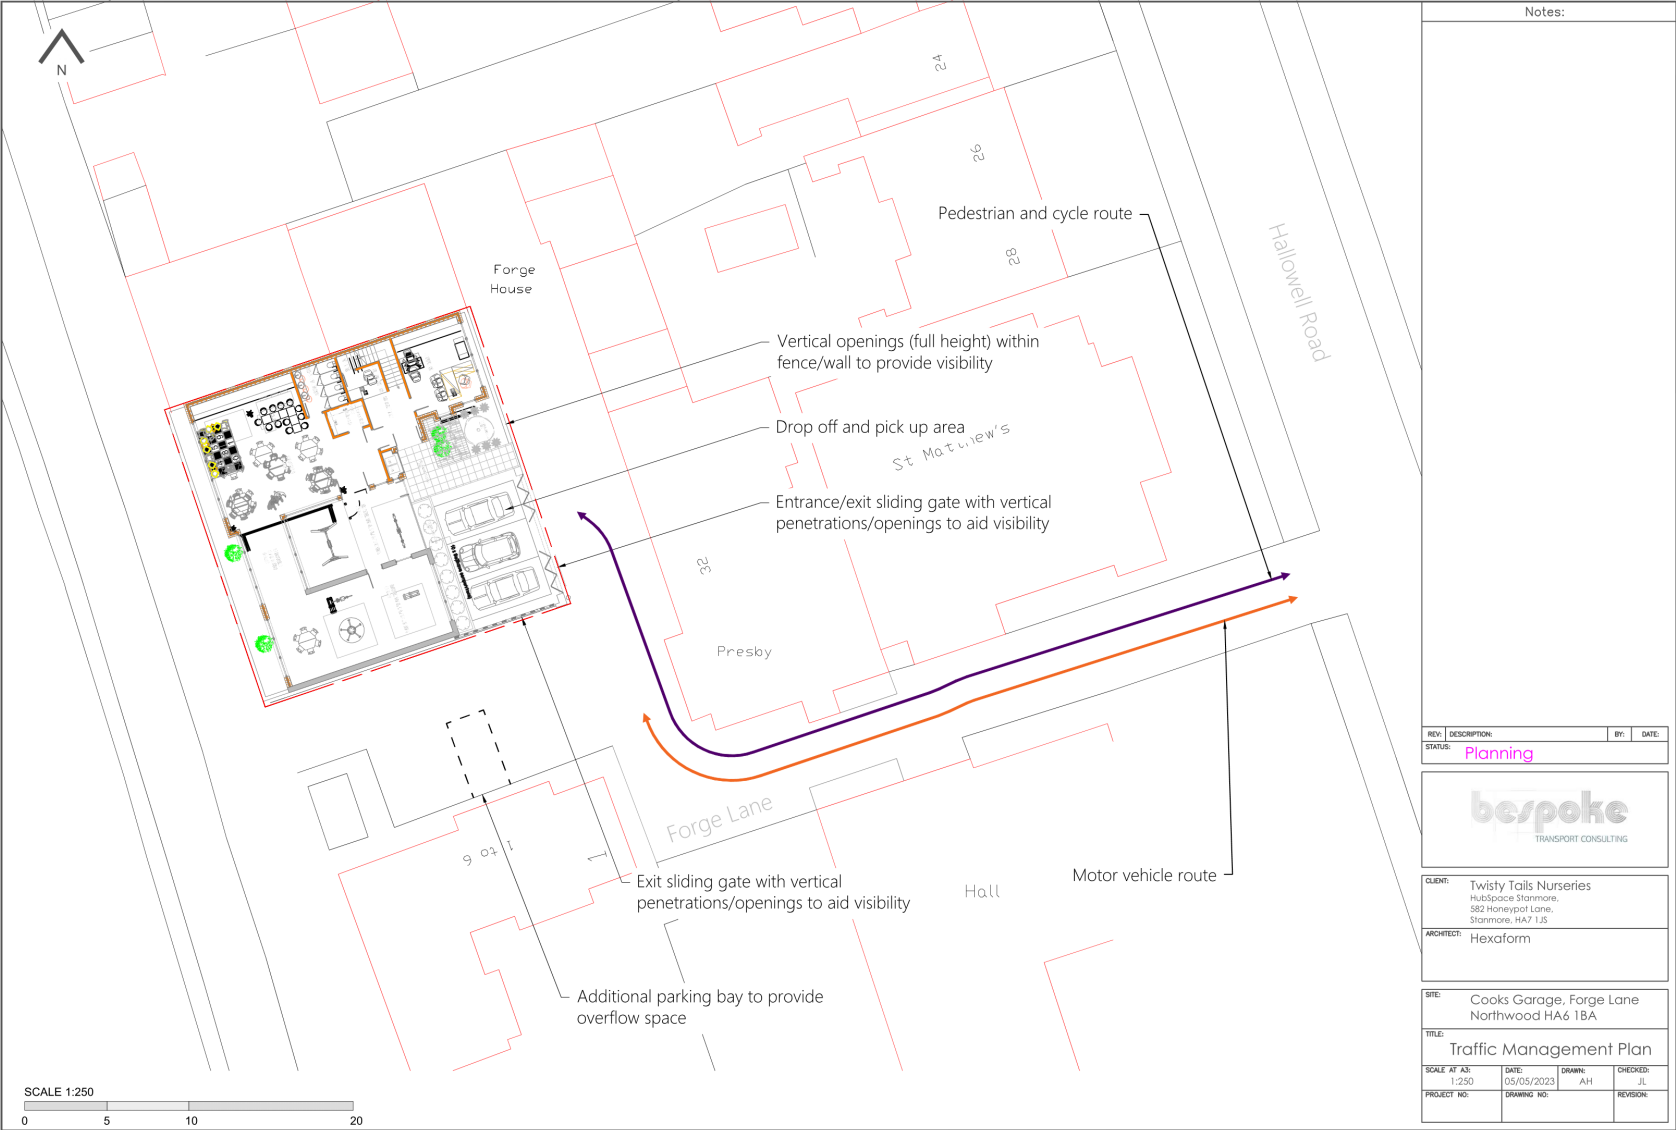 N
24
26
28
Pedestrian and cycle route
Hallowell Road
Forge
House
Vertical openings (full height) within
fence/wall to provide visibility
Drop off and pick up area
St Matthew's
Entrance/exit sliding gate with vertical
penetrations/openings to aid visibility
32
Presby
Forge Lane
1 to 6
1
Exit sliding gate with vertical
penetrations/openings to aid visibility
Hall
Motor vehicle route
Additional parking bay to provide
overflow space
SCALE 1:250
0 5 10 20
Notes:
REV: DESCRIPTION: BY: DATE:
STATUS: Planning
bespoke
TRANSPORT CONSULTING
CLIENT: Twisty Tails Nurseries
HubSpace Stanmore,
582 Honeypot Lane,
Stanmore, HA7 1JS
ARCHITECT: Hexaform
SITE: Cooks Garage, Forge Lane
Northwood HA6 1BA
TITLE:
Traffic Management Plan
SCALE AT A3: DATE: DRAWN: CHECKED:
1:250 05/05/2023 AH JL
PROJECT NO: DRAWING NO: REVISION: